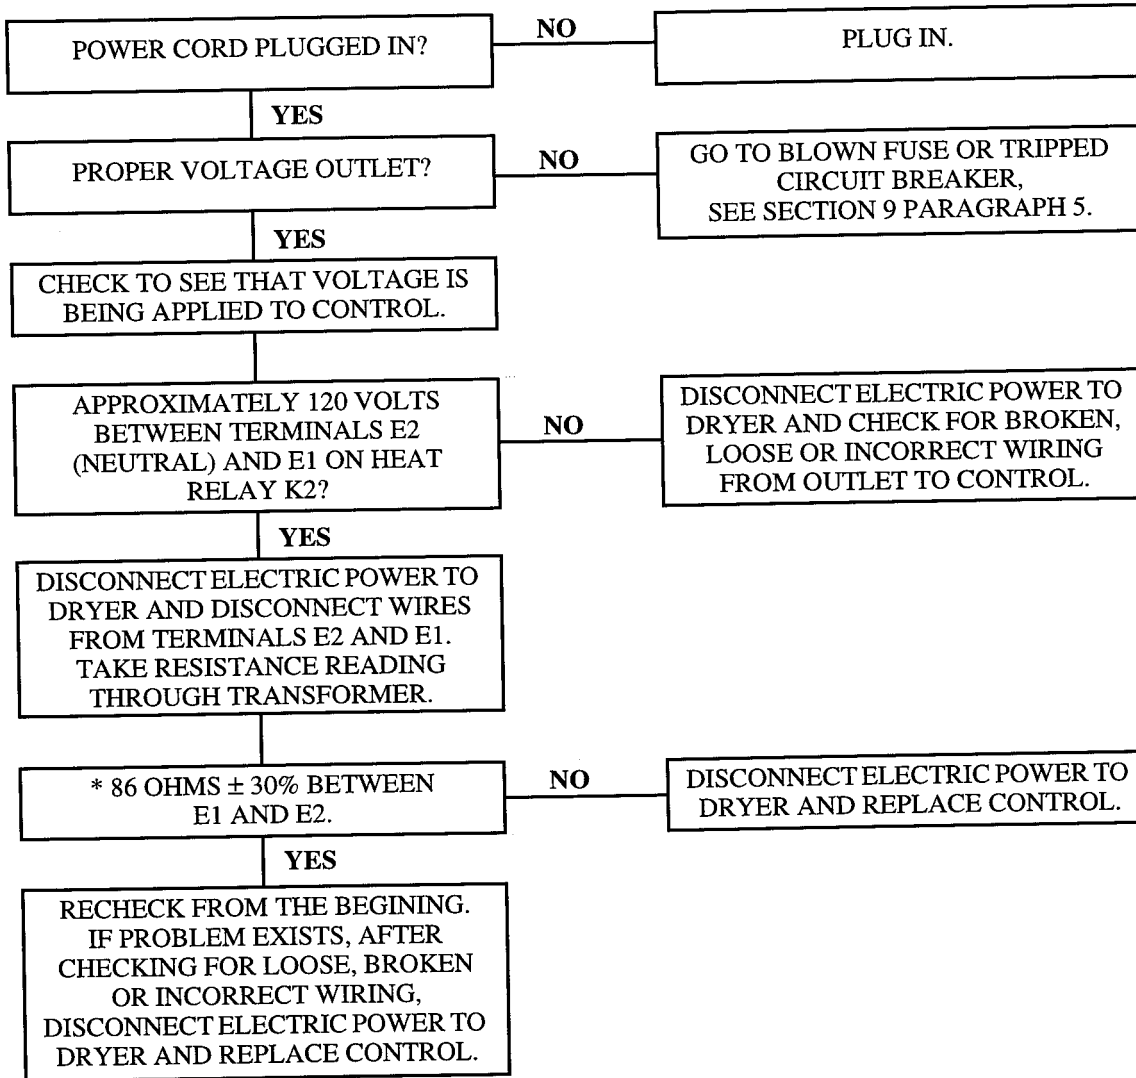 POWER CORD PLUGGED IN?
NO
PLUG IN.
YES
PROPER VOLTAGE OUTLET?
NO
GO TO BLOWN FUSE OR TRIPPED
CIRCUIT BREAKER,
SEE SECTION 9 PARAGRAPH 5.
YES
CHECK TO SEE THAT VOLTAGE IS
BEING APPLIED TO CONTROL.
APPROXIMATELY 120 VOLTS
BETWEEN TERMINALS E2
(NEUTRAL) AND E1 ON HEAT
RELAY K2?
NO
DISCONNECT ELECTRIC POWER TO
DRYER AND CHECK FOR BROKEN,
LOOSE OR INCORRECT WIRING
FROM OUTLET TO CONTROL.
YES
DISCONNECT ELECTRIC POWER TO
DRYER AND DISCONNECT WIRES
FROM TERMINALS E2 AND E1.
TAKE RESISTANCE READING
THROUGH TRANSFORMER.
* 86 OHMS ± 30% BETWEEN
E1 AND E2.
NO
DISCONNECT ELECTRIC POWER TO
DRYER AND REPLACE CONTROL.
YES
RECHECK FROM THE BEGINING.
IF PROBLEM EXISTS, AFTER
CHECKING FOR LOOSE, BROKEN
OR INCORRECT WIRING,
DISCONNECT ELECTRIC POWER TO
DRYER AND REPLACE CONTROL.